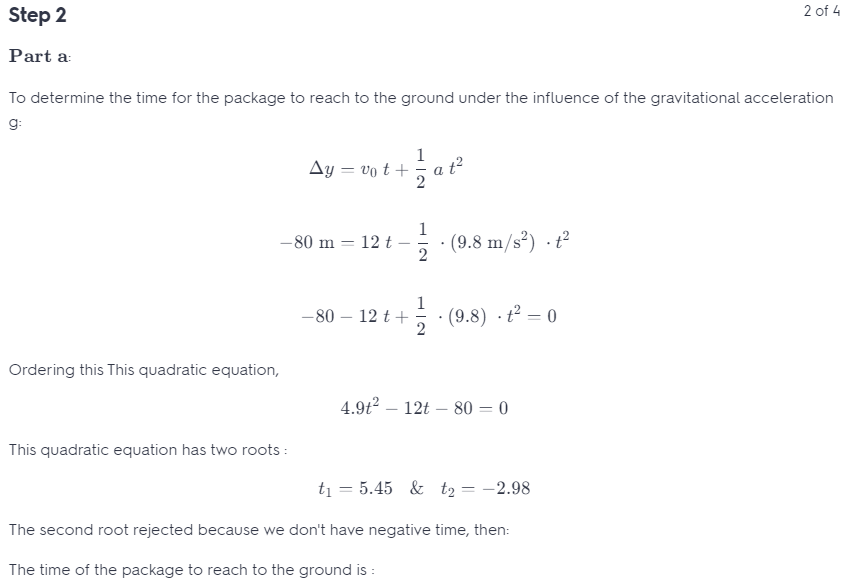 Step 2
2 of 4
Part a:
To determine the time for the package to reach to the ground under the influence of the gravitational acceleration
g:
Δy = v₀ t + 1/2 a t²
−80 m = 12 t − 1/2 · (9.8 m/s²) · t²
−80 − 12 t + 1/2 · (9.8) · t² = 0
Ordering this This quadratic equation,
4.9t² − 12t − 80 = 0
This quadratic equation has two roots :
t₁ = 5.45 & t₂ = −2.98
The second root rejected because we don't have negative time, then:
The time of the package to reach to the ground is :